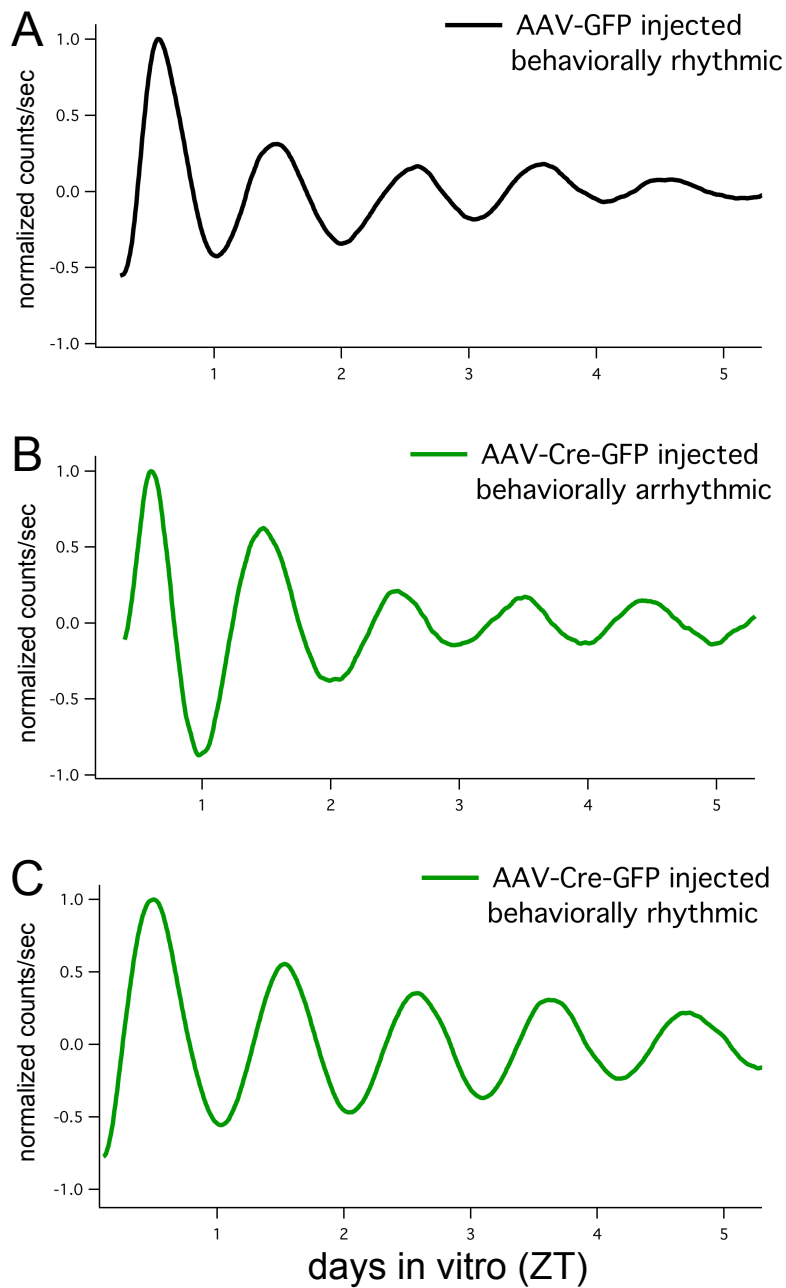 A
AAV-GFP injected
behaviorally rhythmic
normalized counts/sec
1.0
0.5
0.0
-0.5
-1.0
1 2 3 4 5
B
AAV-Cre-GFP injected
behaviorally arrhythmic
normalized counts/sec
1.0
0.5
0.0
-0.5
-1.0
1 2 3 4 5
C
AAV-Cre-GFP injected
behaviorally rhythmic
normalized counts/sec
1.0
0.5
0.0
-0.5
-1.0
1 2 3 4 5
days in vitro (ZT)